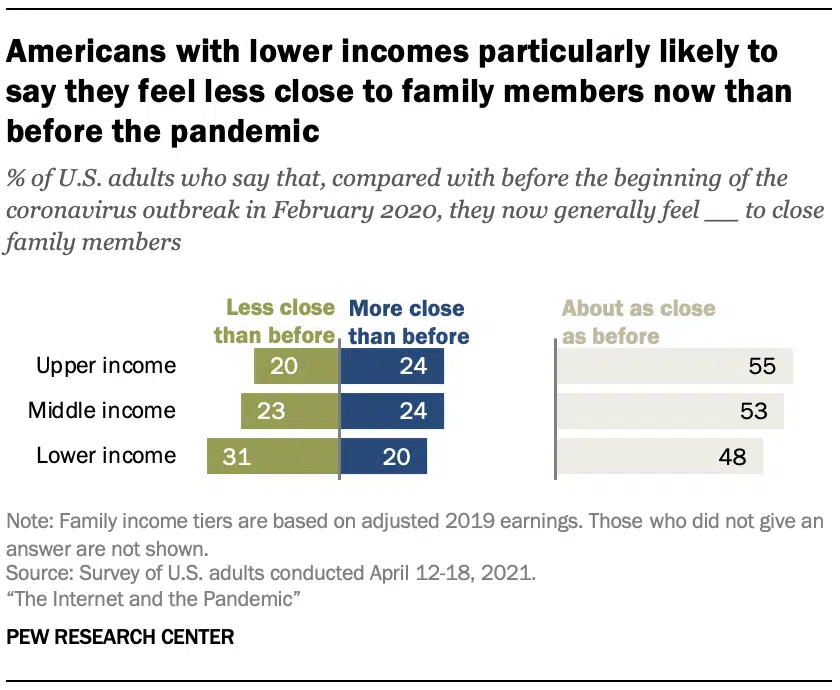 Americans with lower incomes particularly likely to
say they feel less close to family members now than
before the pandemic
% of U.S. adults who say that, compared with before the beginning of the
coronavirus outbreak in February 2020, they now generally feel __ to close
family members
Less close than before
More close than before
About as close as before
Upper income 20 24 55
Middle income 23 24 53
Lower income 31 20 48
Note: Family income tiers are based on adjusted 2019 earnings. Those who did not give an
answer are not shown.
Source: Survey of U.S. adults conducted April 12-18, 2021.
“The Internet and the Pandemic”
PEW RESEARCH CENTER